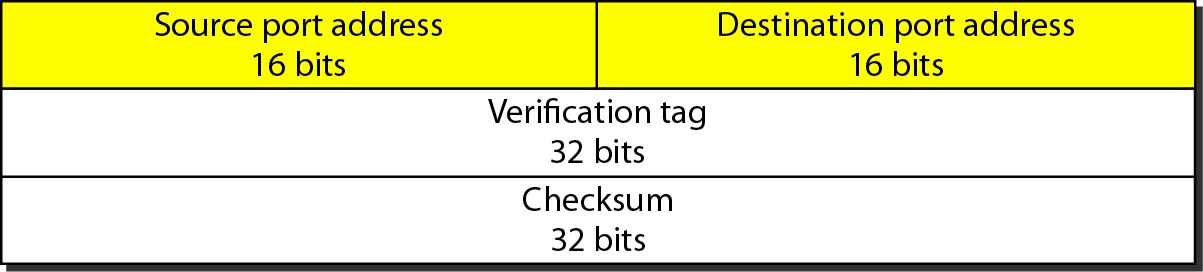 Source port address
16 bits
Destination port address
16 bits
Verification tag
32 bits
Checksum
32 bits